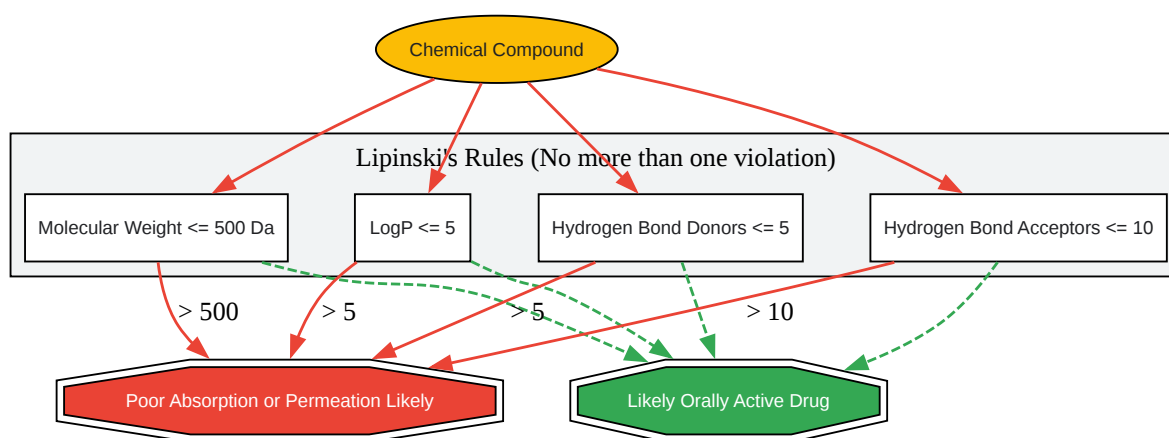 Chemical Compound
Lipinski's Rules (No more than one violation)
Molecular Weight <= 500 Da
LogP <= 5
Hydrogen Bond Donors <= 5
Hydrogen Bond Acceptors <= 10
> 500
> 5
> 5
> 10
Poor Absorption or Permeation Likely
Likely Orally Active Drug